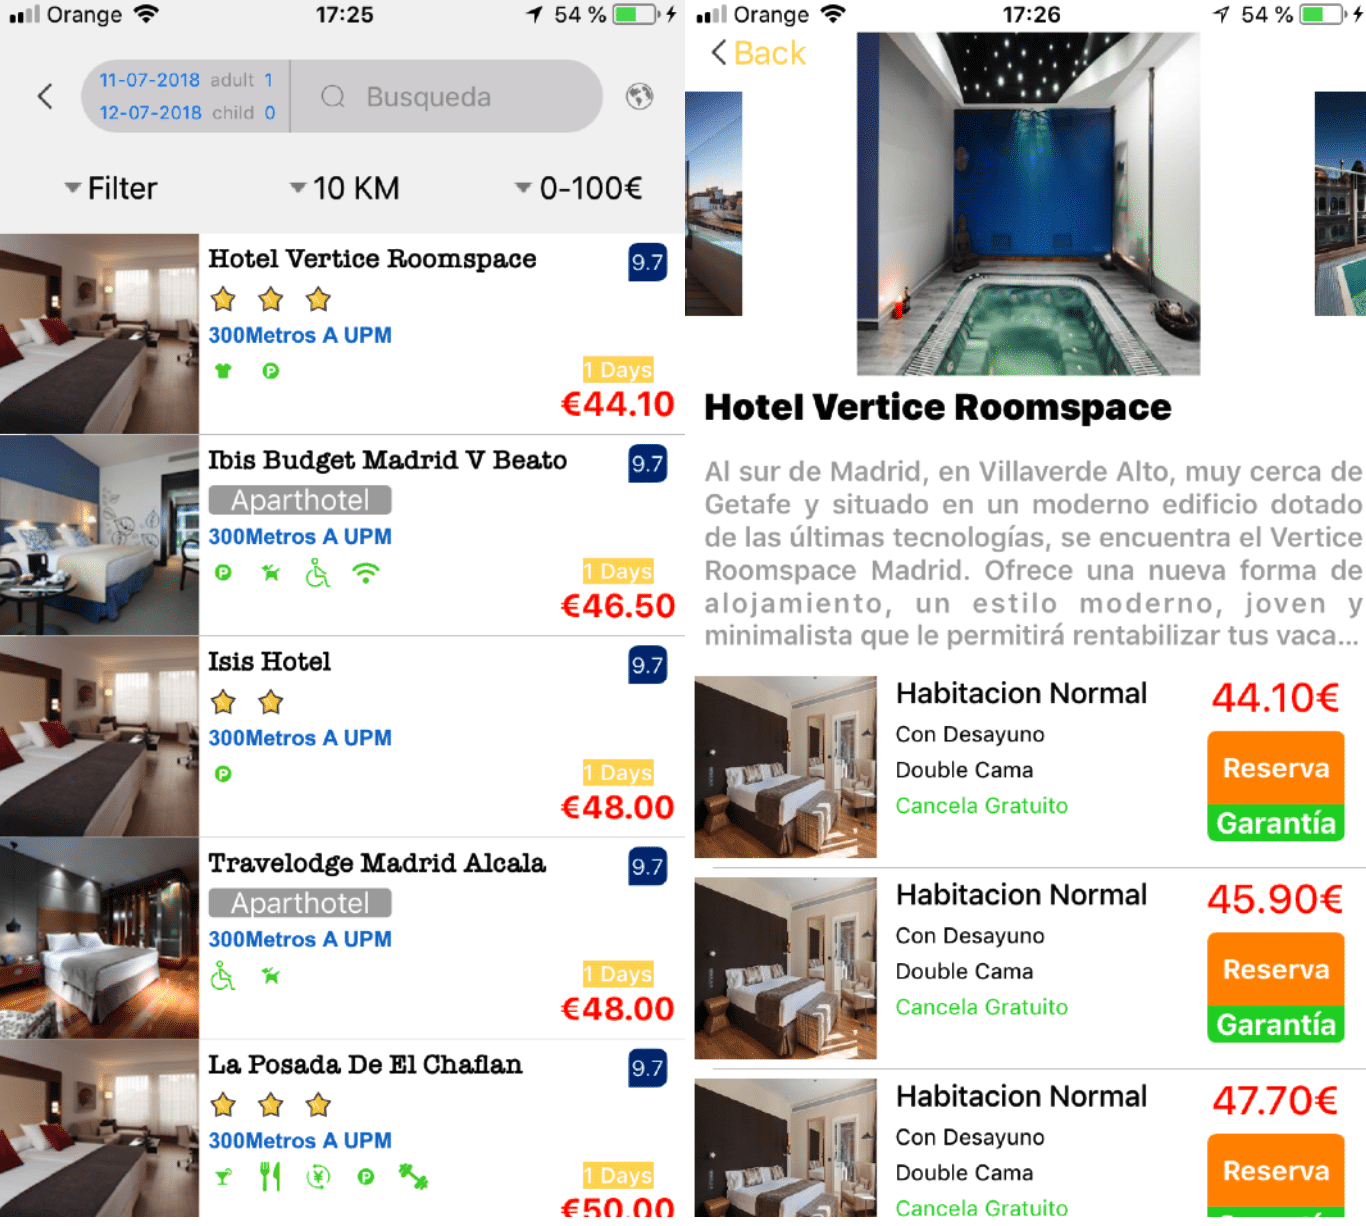 Orange 17:25 54 %
11-07-2018 adult 1
12-07-2018 child 0
Busqueda
Filter 10 KM 0-100€
Hotel Vertice Roomspace 9.7
300Metros A UPM
P
1 Days
€44.10
Ibis Budget Madrid V Beato 9.7
Aparthotel
300Metros A UPM
P
1 Days
€46.50
Isis Hotel 9.7
300Metros A UPM
P
1 Days
€48.00
Travelodge Madrid Alcala 9.7
Aparthotel
300Metros A UPM
1 Days
€48.00
La Posada De El Chaflan 9.7
300Metros A UPM
¥ P
1 Days
€50.00
Orange 17:26 54 %
Back
Hotel Vertice Roomspace
Al sur de Madrid, en Villaverde Alto, muy cerca de
Getafe y situado en un moderno edificio dotado
de las últimas tecnologías, se encuentra el Vertice
Roomspace Madrid. Ofrece una nueva forma de
alojamiento, un estilo moderno, joven y
minimalista que le permitirá rentabilizar tus vaca...
Habitacion Normal 44.10€
Con Desayuno
Double Cama
Cancela Gratuito
Reserva
Garantía
Habitacion Normal 45.90€
Con Desayuno
Double Cama
Cancela Gratuito
Reserva
Garantía
Habitacion Normal 47.70€
Con Desayuno
Double Cama
Cancela Gratuito
Reserva